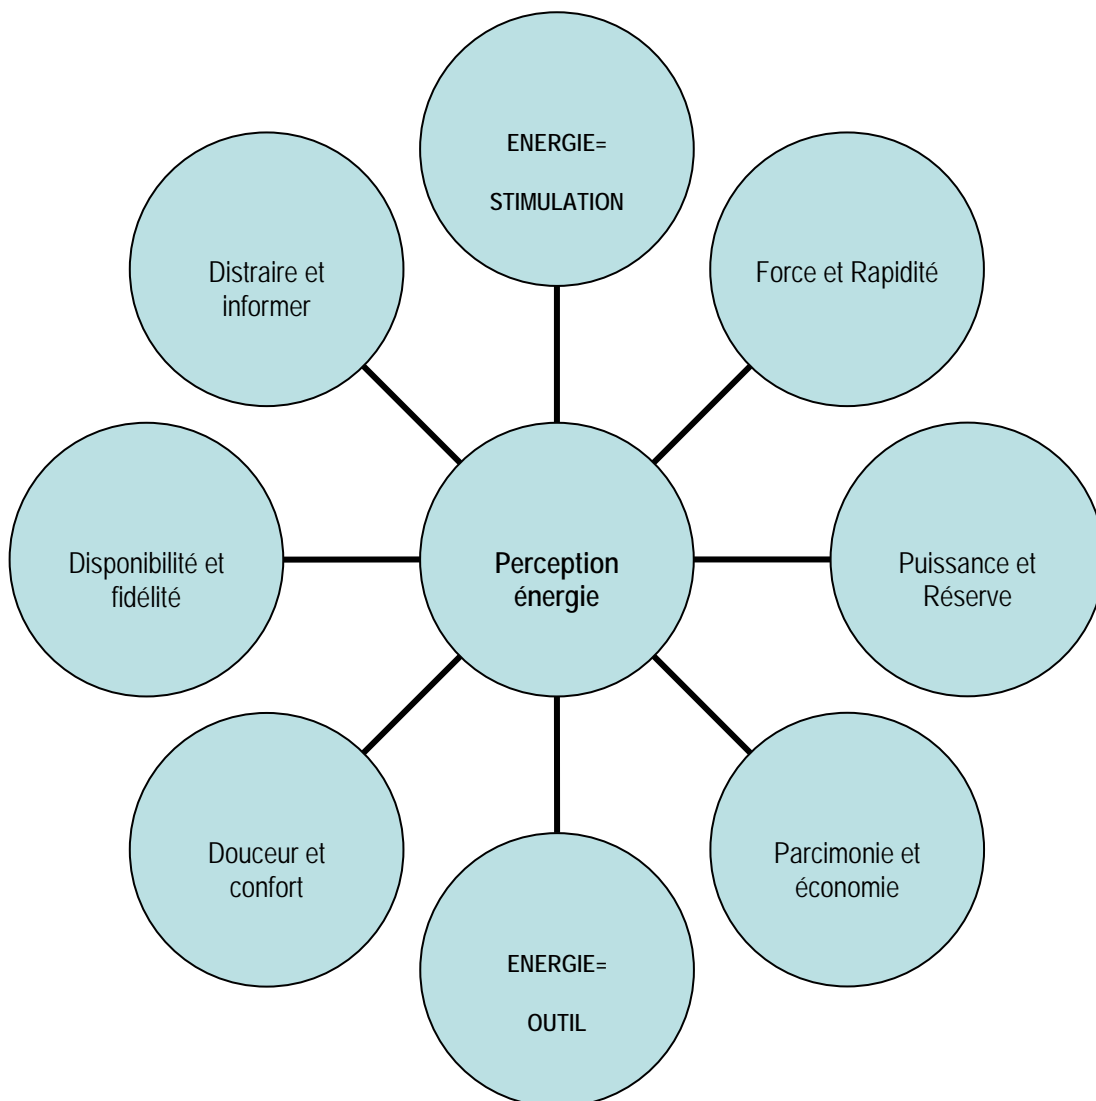 ENERGIE=
STIMULATION
Distraire et
informer
Force et Rapidité
Disponibilité et
fidélité
Perception
énergie
Puissance et
Réserve
Douceur et
confort
Parcimonie et
économie
ENERGIE=
OUTIL